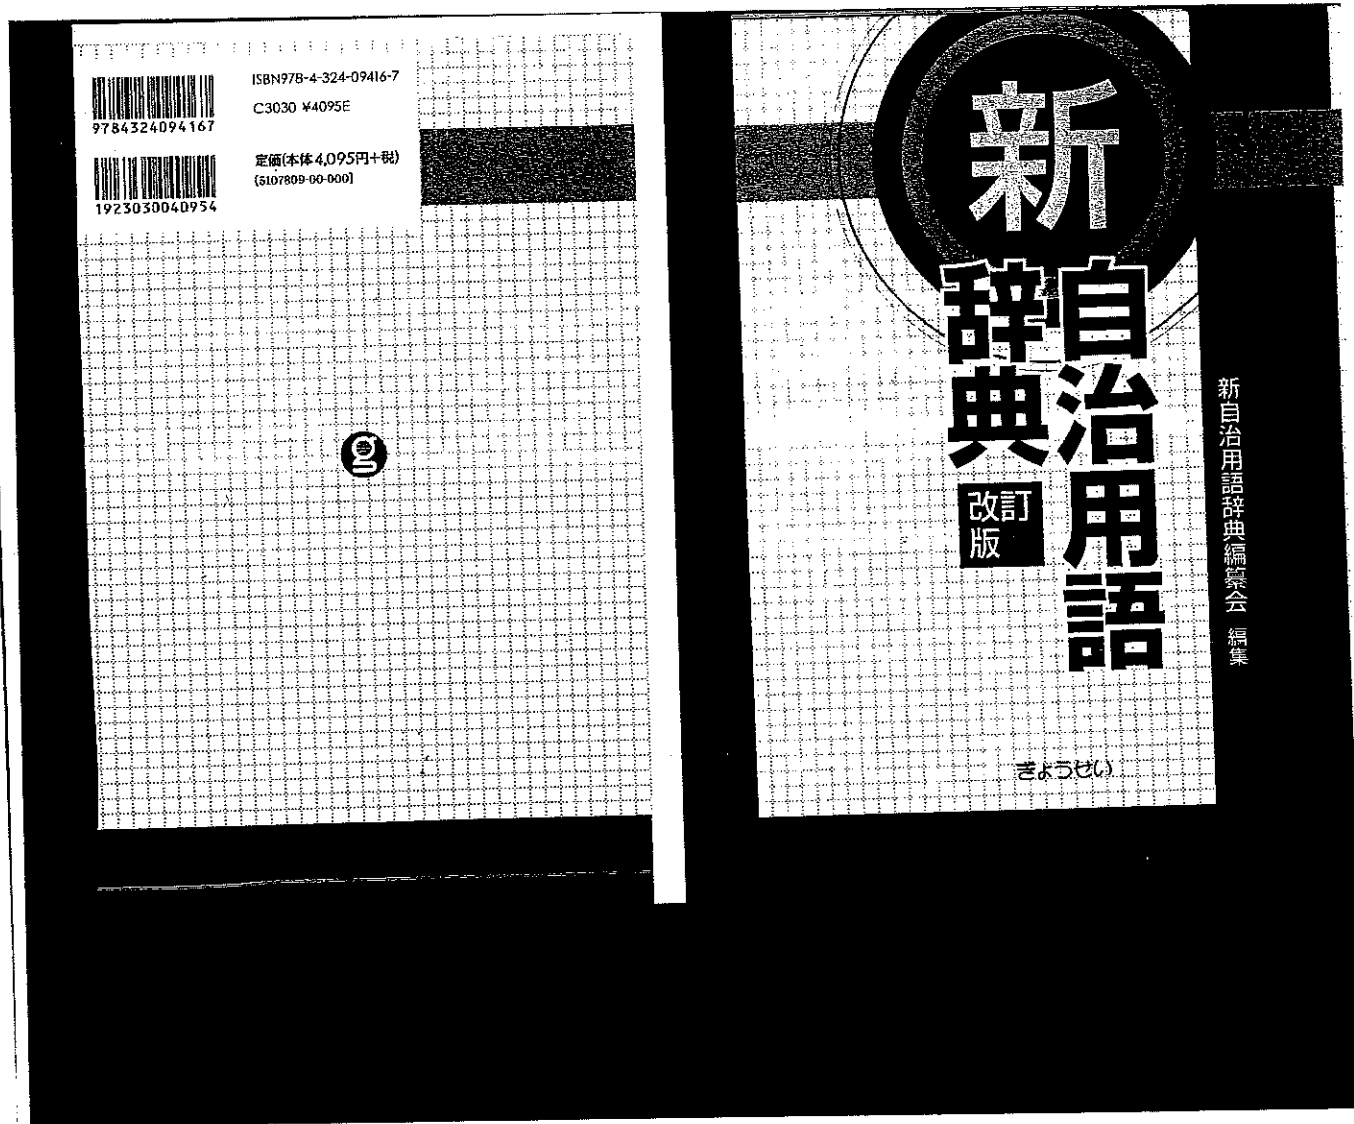 ISBN978-4-324-09416-7
C3030 ¥4095E
9784324094167
定価(本体4,095円+税)
[5107809-00-000]
1923030040954
g
新
自治用語
辞典
改訂
版
新自治用語辞典編纂会 編集
ぎょうせい